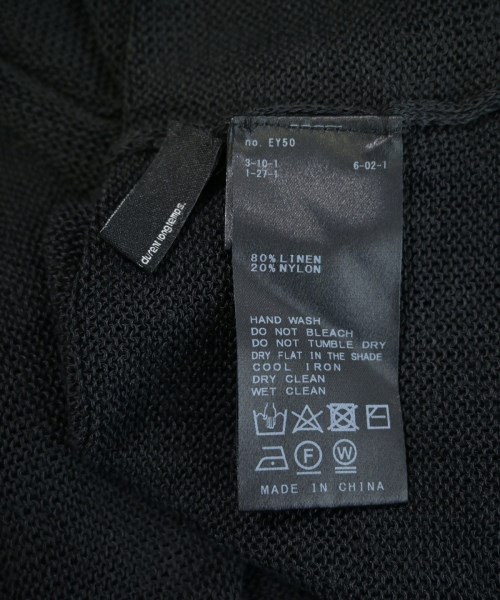 no. EY50
3-10-1 6-02-1
1-27-1
80% LINEN
20% NYLON
HAND WASH
DO NOT BLEACH
DO NOT TUMBLE DRY
DRY FLAT IN THE SHADE
COOL IRON
DRY CLEAN
WET CLEAN
F W
MADE IN CHINA